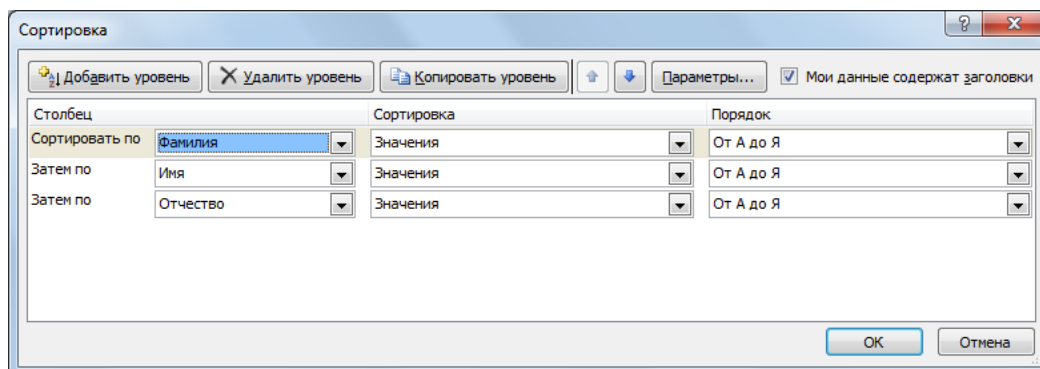 Сортировка
Добавить уровень Удалить уровень Копировать уровень Параметры... Мои данные содержат заголовки
Столбец Сортировка Порядок
Сортировать по Фамилия Значения От А до Я
Затем по Имя Значения От А до Я
Затем по Отчество Значения От А до Я
ОК Отмена